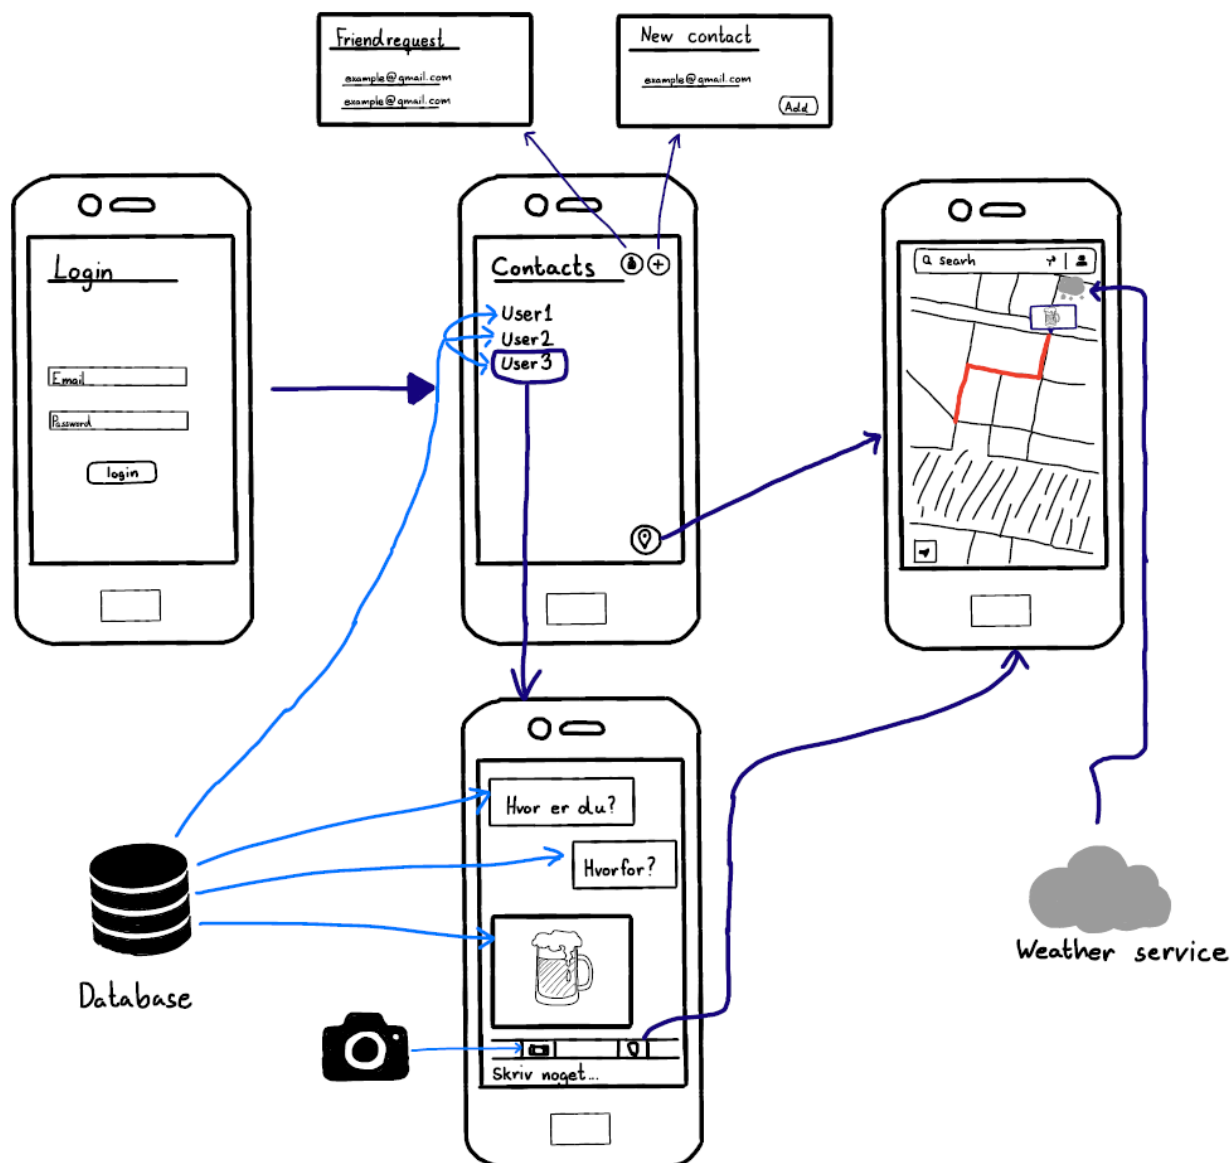 Friendrequest
example@gmail.com
example@gmail.com
New contact
example@gmail.com
Add
Login
Email
Password
login
Contacts
User1
User2
User3
searh
Hvor er du?
Hvorfor?
Skriv noget...
Database
Weather service